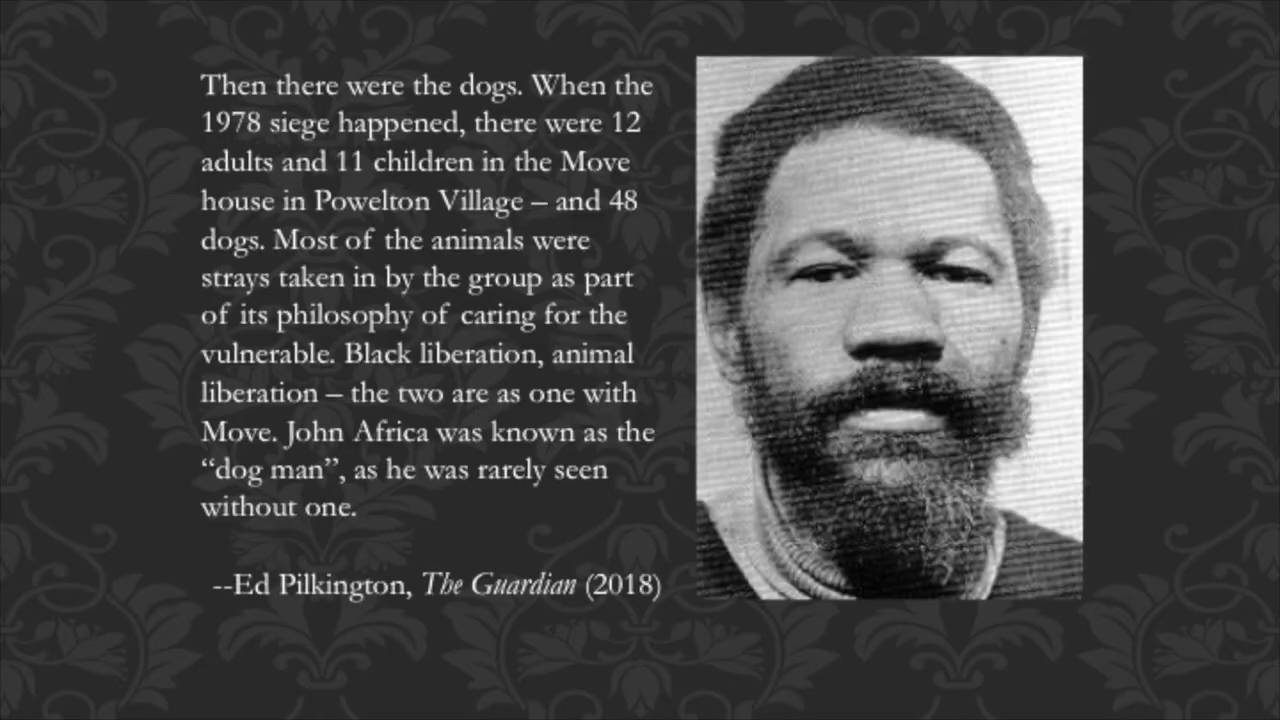 Then there were the dogs. When the
1978 siege happened, there were 12
adults and 11 children in the Move
house in Powelton Village – and 48
dogs. Most of the animals were
strays taken in by the group as part
of its philosophy of caring for the
vulnerable. Black liberation, animal
liberation – the two are as one with
Move. John Africa was known as the
“dog man”, as he was rarely seen
without one.
--Ed Pilkington, The Guardian (2018)